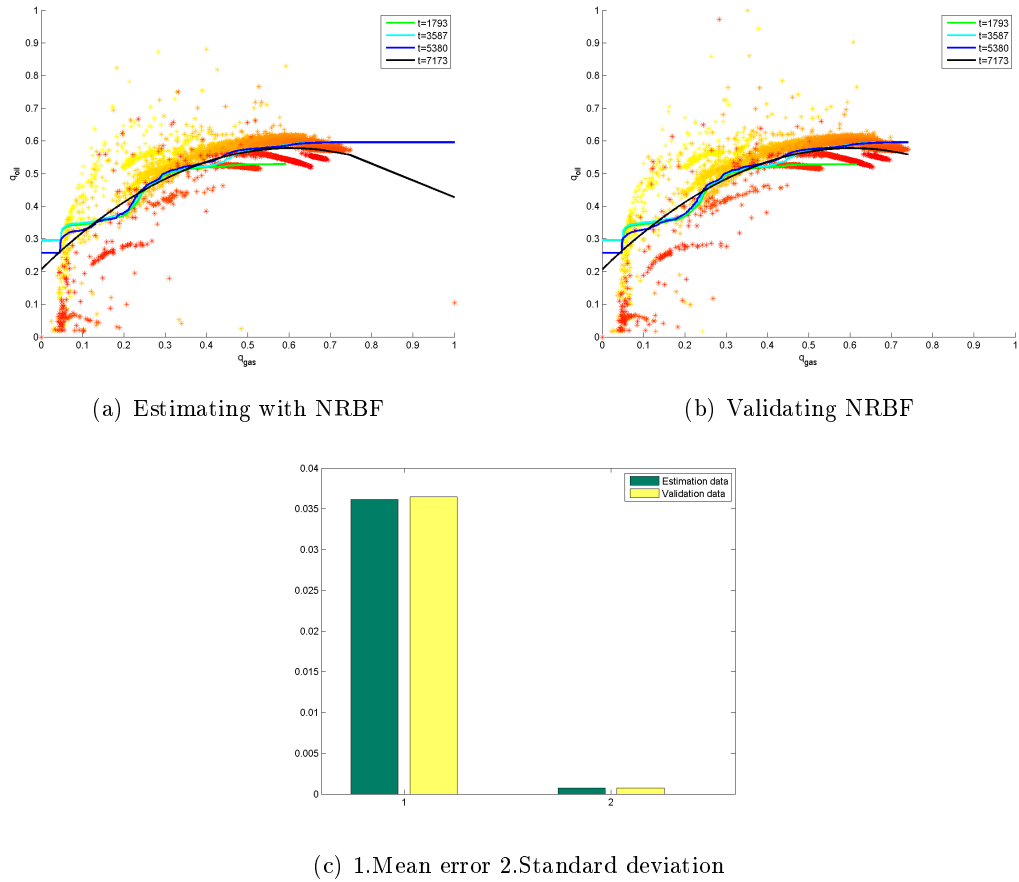 1
0.9
0.8
0.7
0.6
0.5
0.4
0.3
0.2
0.1
0
q_oil
0 0.1 0.2 0.3 0.4 0.5 0.6 0.7 0.8 0.9 1
q_gas
t=1793
t=3587
t=5380
t=7173
(a) Estimating with NRBF
1
0.9
0.8
0.7
0.6
0.5
0.4
0.3
0.2
0.1
0
q_oil
0 0.1 0.2 0.3 0.4 0.5 0.6 0.7 0.8 0.9 1
q_gas
t=1793
t=3587
t=5380
t=7173
(b) Validating NRBF
0.04
0.035
0.03
0.025
0.02
0.015
0.01
0.005
0
1 2
Estimation data
Validation data
(c) 1.Mean error 2.Standard deviation